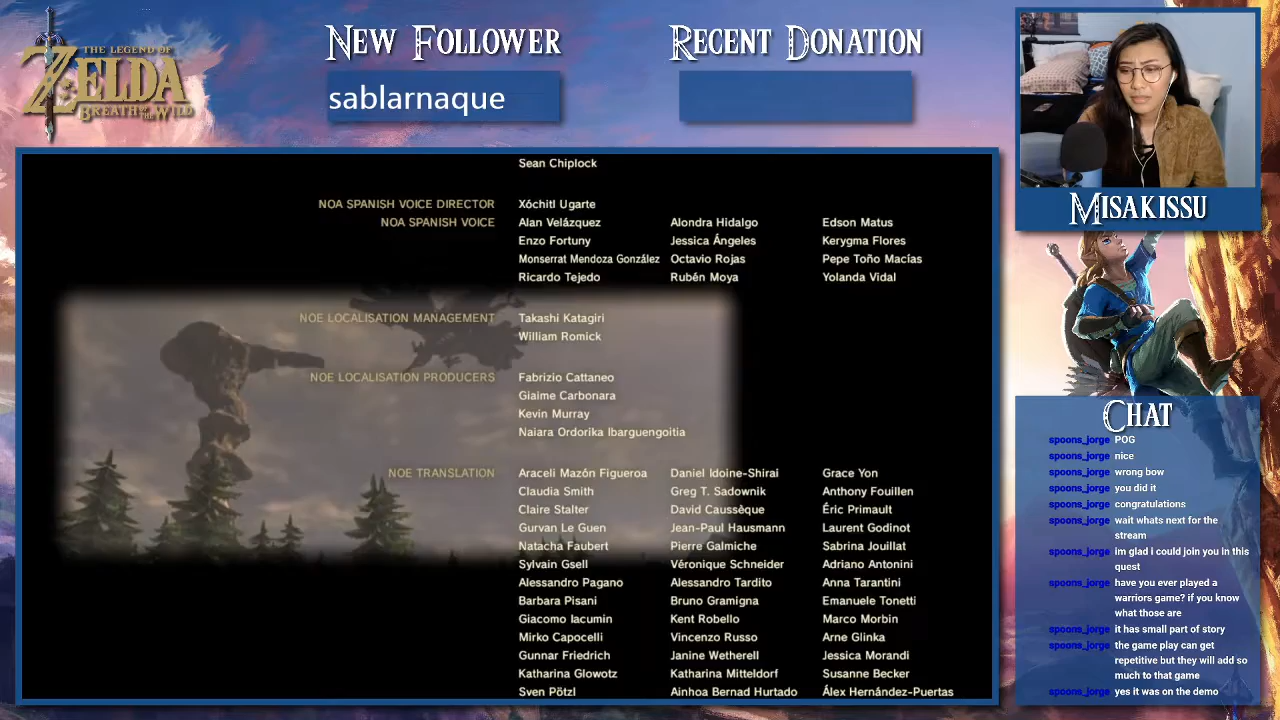 THE LEGEND OF
ZELDA
BREATH OF THE WILD
NEW FOLLOWER
sablarnaque
RECENT DONATION
MISAKISSU
Sean Chiplock
NOA SPANISH VOICE DIRECTOR Xóchitl Ugarte
NOA SPANISH VOICE Alan Velázquez Alondra Hidalgo Edson Matus
Enzo Fortuny Jessica Ángeles Kerygma Flores
Monserrat Mendoza González Octavio Rojas Pepe Toño Macías
Ricardo Tejedo Rubén Moya Yolanda Vidal
NOE LOCALISATION MANAGEMENT Takashi Katagiri
William Romick
NOE LOCALISATION PRODUCERS Fabrizio Cattaneo
Giaime Carbonara
Kevin Murray
Naiara Ordorika Ibarguengoitia
NOE TRANSLATION Araceli Mazón Figueroa Daniel Idoine-Shirai Grace Yon
Claudia Smith Greg T. Sadownik Anthony Fouillen
Claire Stalter David Caussèque Éric Primault
Gurvan Le Guen Jean-Paul Hausmann Laurent Godinot
Natacha Faubert Pierre Galmiche Sabrina Jouillat
Sylvain Gsell Véronique Schneider Adriano Antonini
Alessandro Pagano Alessandro Tardito Anna Tarantini
Barbara Pisani Bruno Gramigna Emanuele Tonetti
Giacomo Iacumin Kent Robello Marco Morbin
Mirko Capocelli Vincenzo Russo Arne Glinka
Gunnar Friedrich Janine Wetherell Jessica Morandi
Katharina Glowotz Katharina Mitteldorf Susanne Becker
Sven Pötzl Ainhoa Bernad Hurtado Álex Hernández-Puertas
CHAT
spoons_jorge POG
spoons_jorge nice
spoons_jorge wrong bow
spoons_jorge you did it
spoons_jorge congratulations
spoons_jorge wait whats next for the
stream
spoons_jorge im glad i could join you in this
quest
spoons_jorge have you ever played a
warriors game? if you know
what those are
spoons_jorge it has small part of story
spoons_jorge the game play can get
repetitive but they will add so
much to that game
spoons_jorge yes it was on the demo